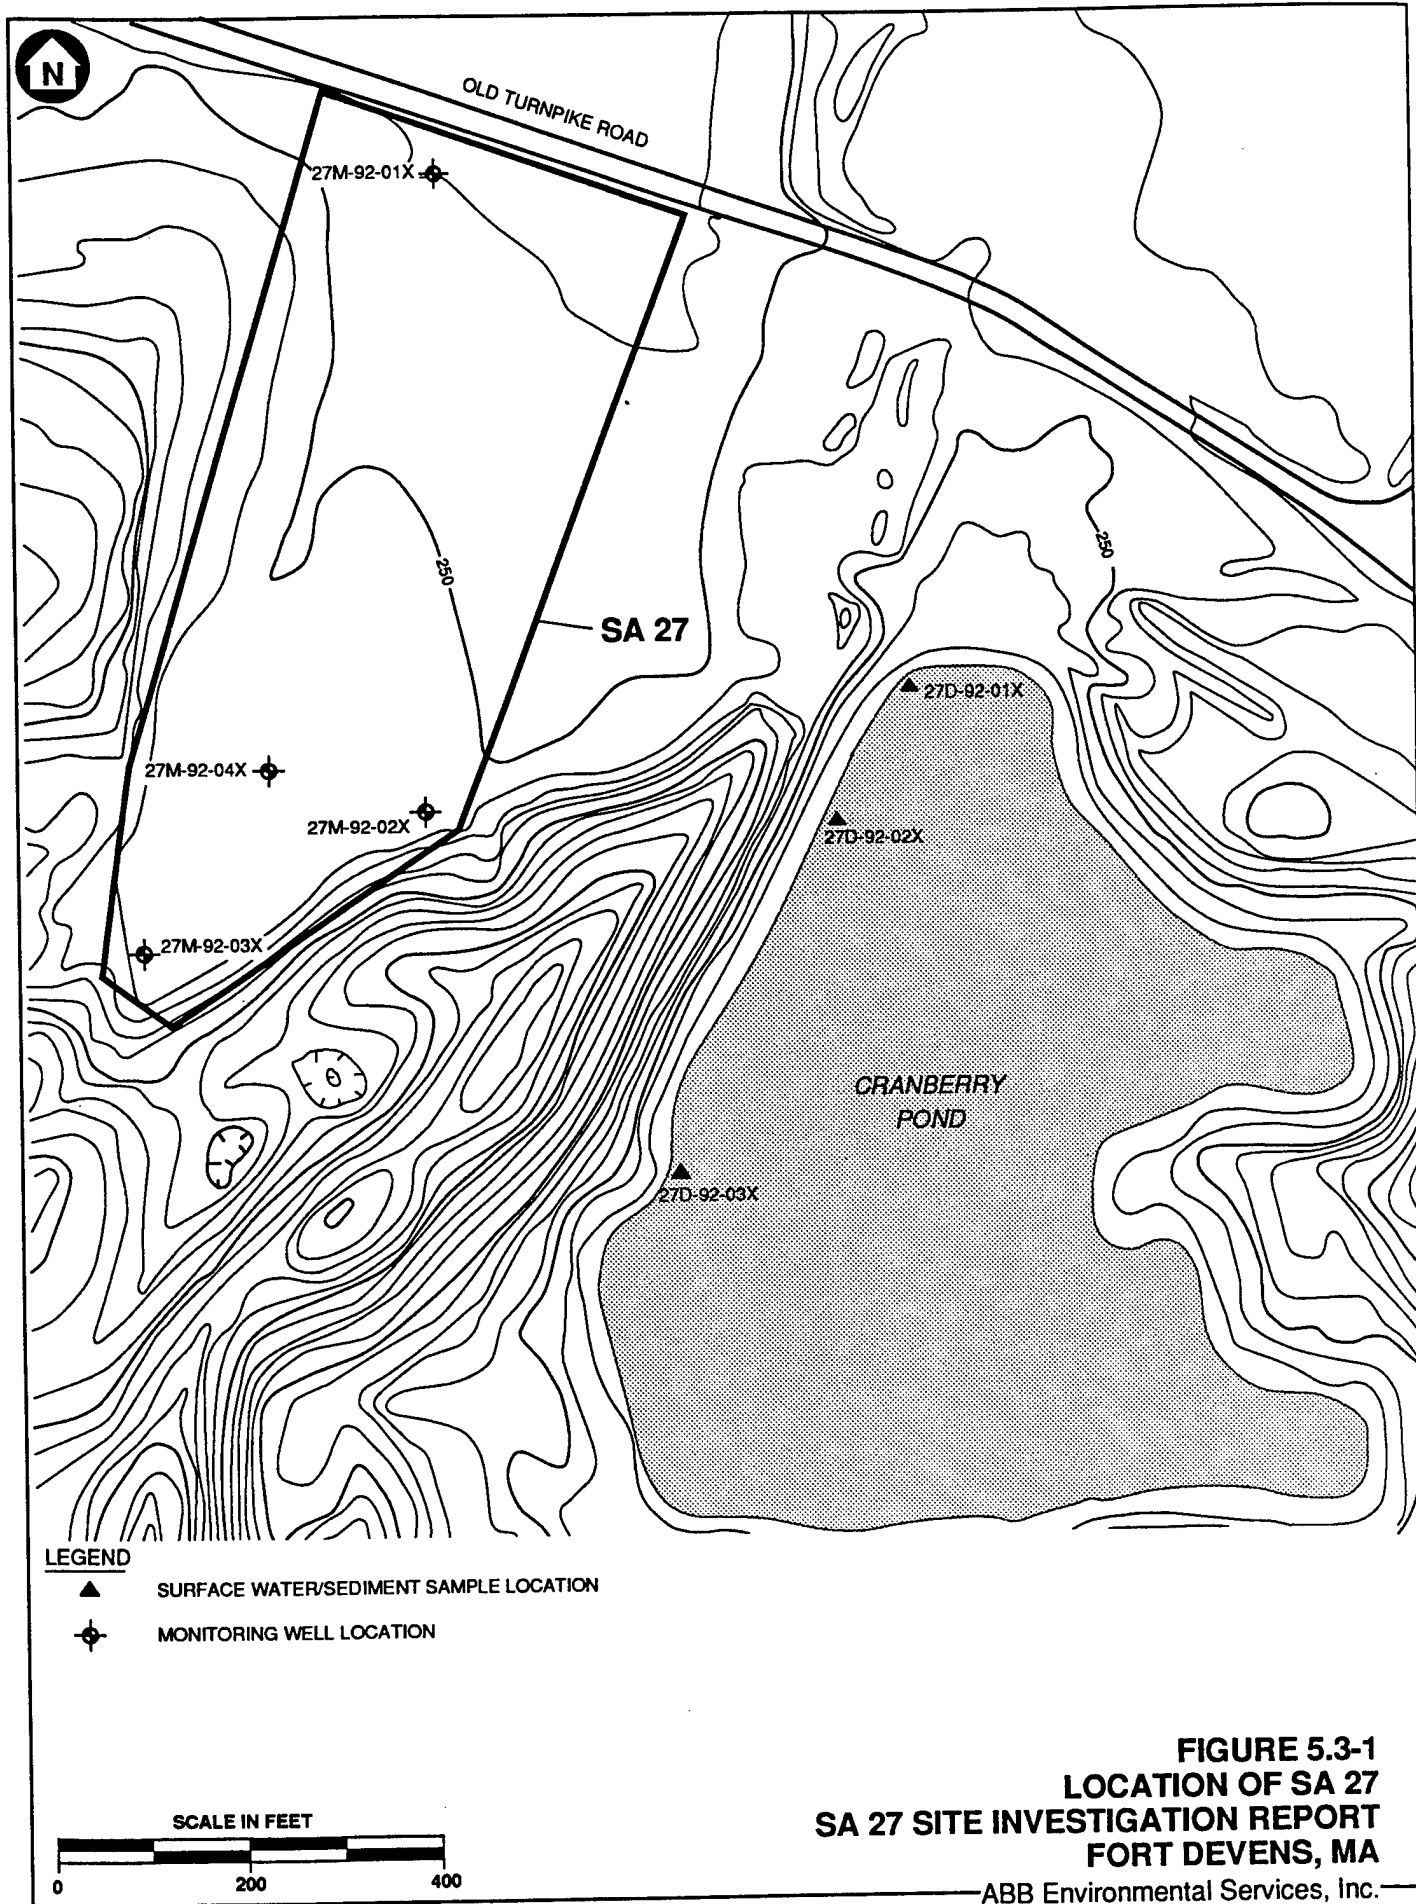 N
OLD TURNPIKE ROAD
27M-92-01X
250
250
SA 27
27D-92-01X
27M-92-04X
27M-92-02X
27D-92-02X
27M-92-03X
CRANBERRY
POND
27D-92-03X
LEGEND
SURFACE WATER/SEDIMENT SAMPLE LOCATION
MONITORING WELL LOCATION
FIGURE 5.3-1
LOCATION OF SA 27
SA 27 SITE INVESTIGATION REPORT
FORT DEVENS, MA
SCALE IN FEET
0 200 400
ABB Environmental Services, Inc.